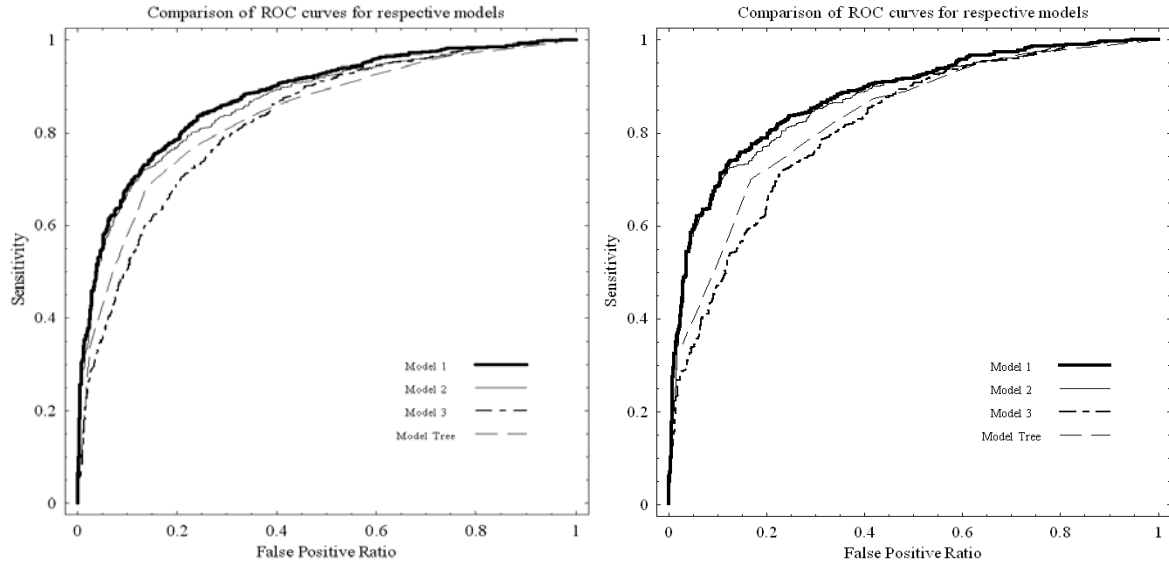 Comparison of ROC curves for respective models
1
0.8
0.6
0.4
0.2
0
Sensitivity
Model 1
Model 2
Model 3
Model Tree
0
0.2
0.4
0.6
0.8
1
False Positive Ratio
Comparison of ROC curves for respective models
1
0.8
0.6
0.4
0.2
0
Sensitivity
Model 1
Model 2
Model 3
Model Tree
0
0.2
0.4
0.6
0.8
1
False Positive Ratio